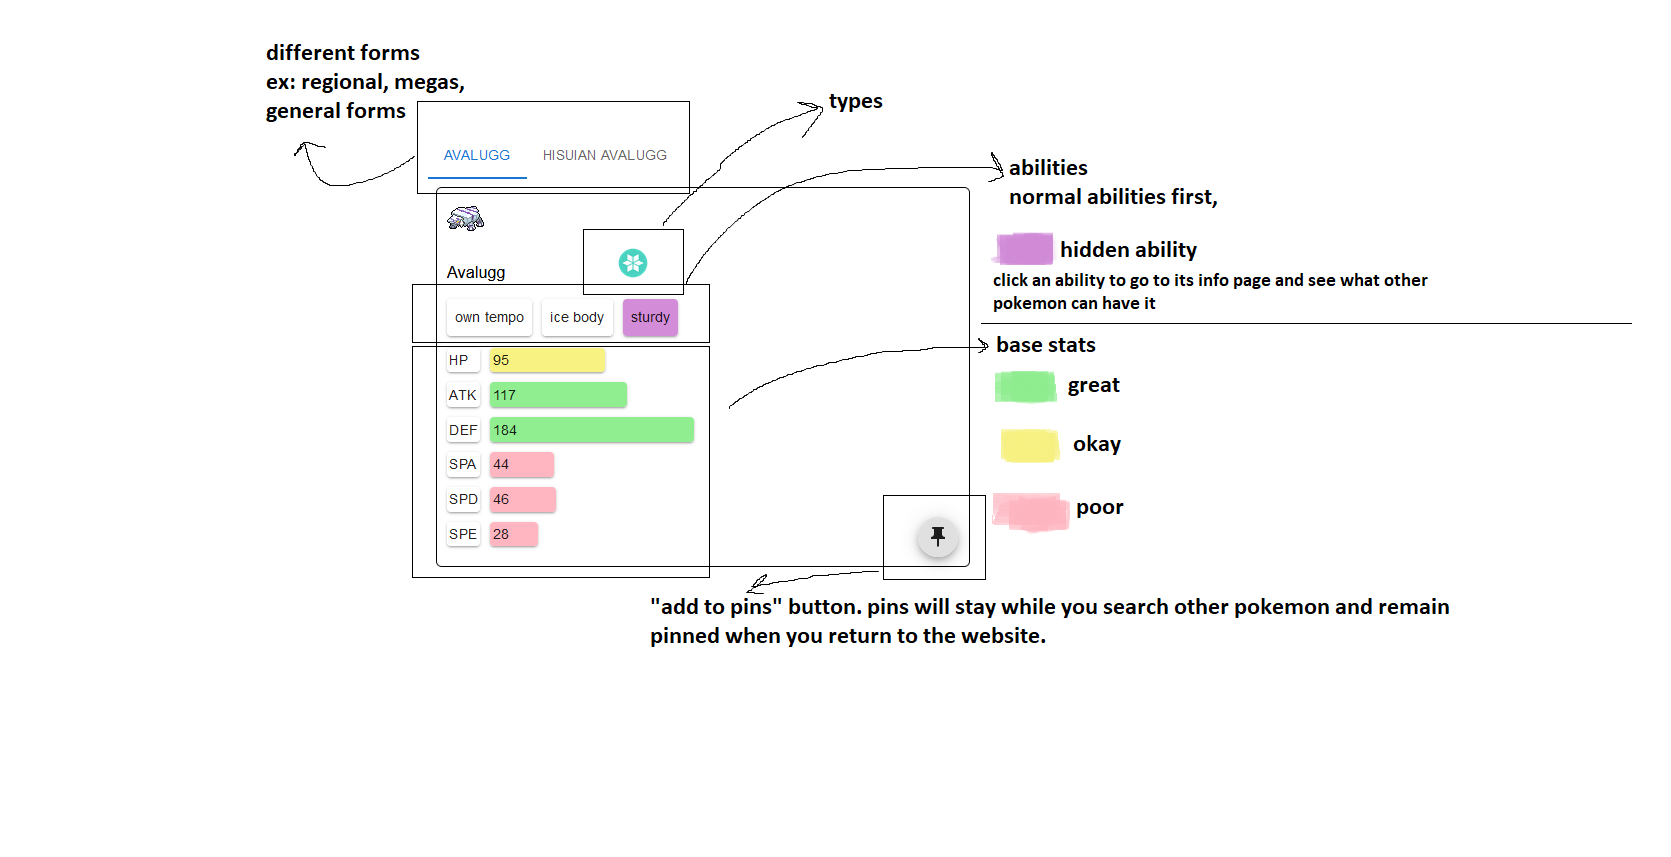 different forms
ex: regional, megas,
general forms
types
AVALUGG HISUIAN AVALUGG
abilities
normal abilities first,
hidden ability
click an ability to go to its info page and see what other
pokemon can have it
Avalugg
own tempo ice body sturdy
base stats
HP 95
great
ATK 117
DEF 184
okay
SPA 44
SPD 46
poor
SPE 28
"add to pins" button. pins will stay while you search other pokemon and remain
pinned when you return to the website.